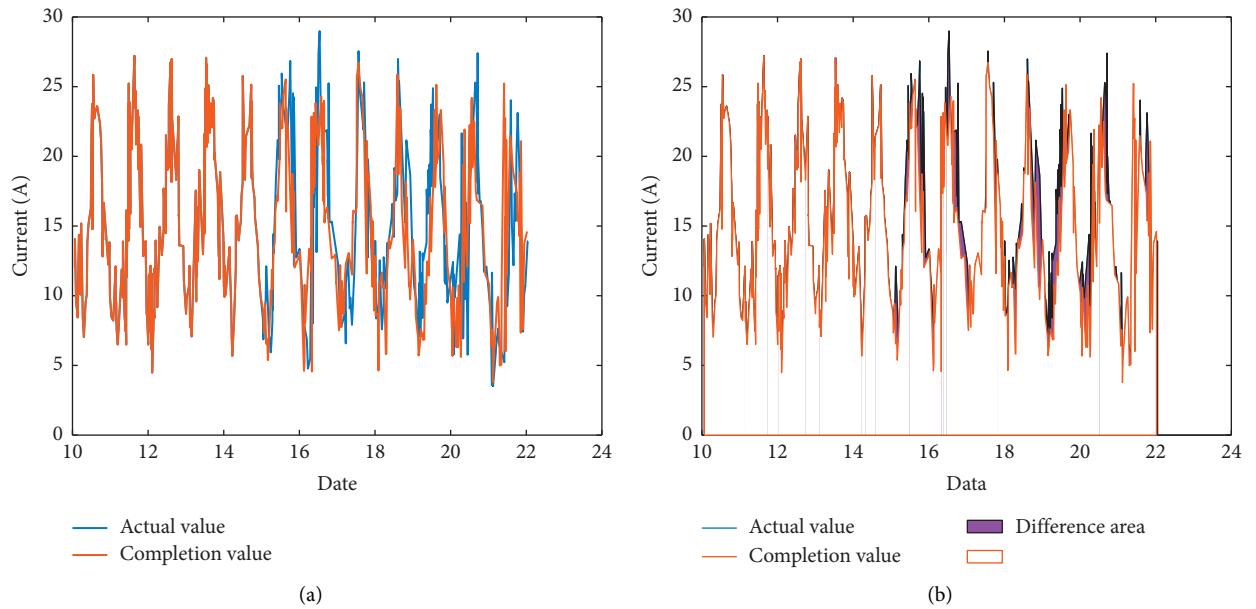 30
25
20
15
10
5
0
Current (A)
10 12 14 16 18 20 22 24
Date
Actual value
Completion value
(a)
30
25
20
15
10
5
0
Current (A)
10 12 14 16 18 20 22 24
Data
Actual value
Difference area
Completion value
(b)